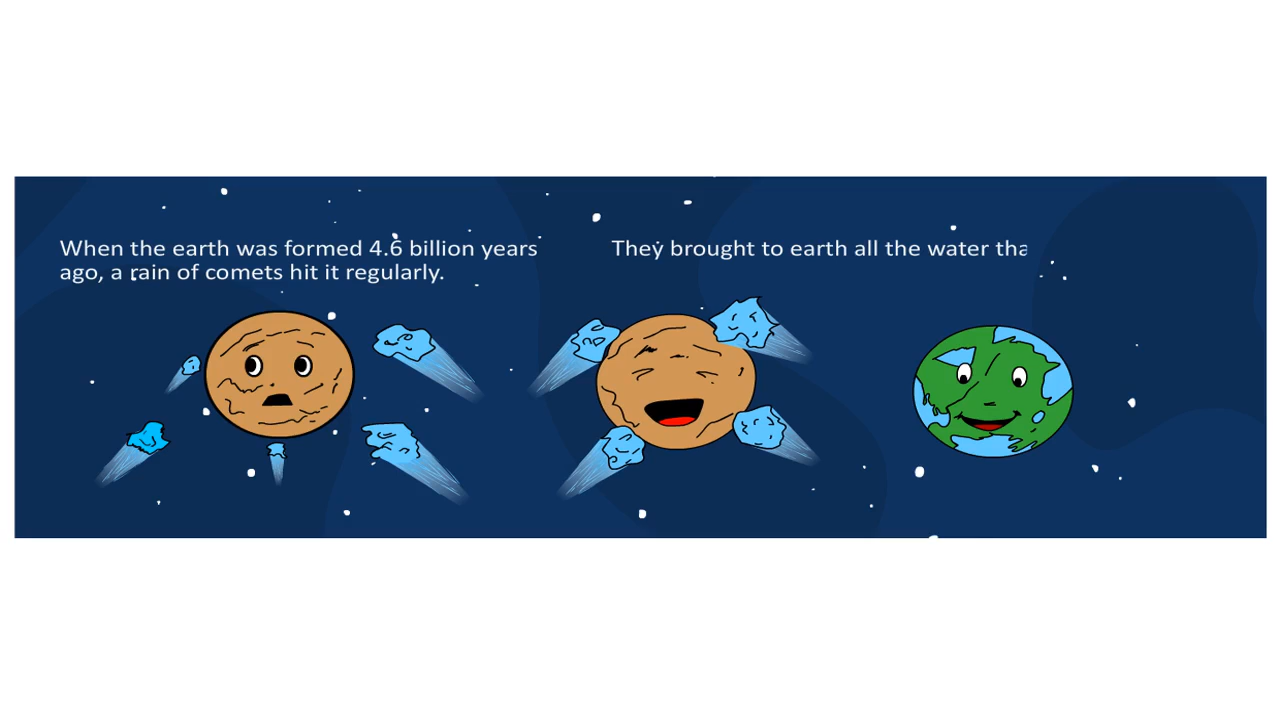 When the earth was formed 4.6 billion years
ago, a rain of comets hit it regularly.
They brought to earth all the water tha